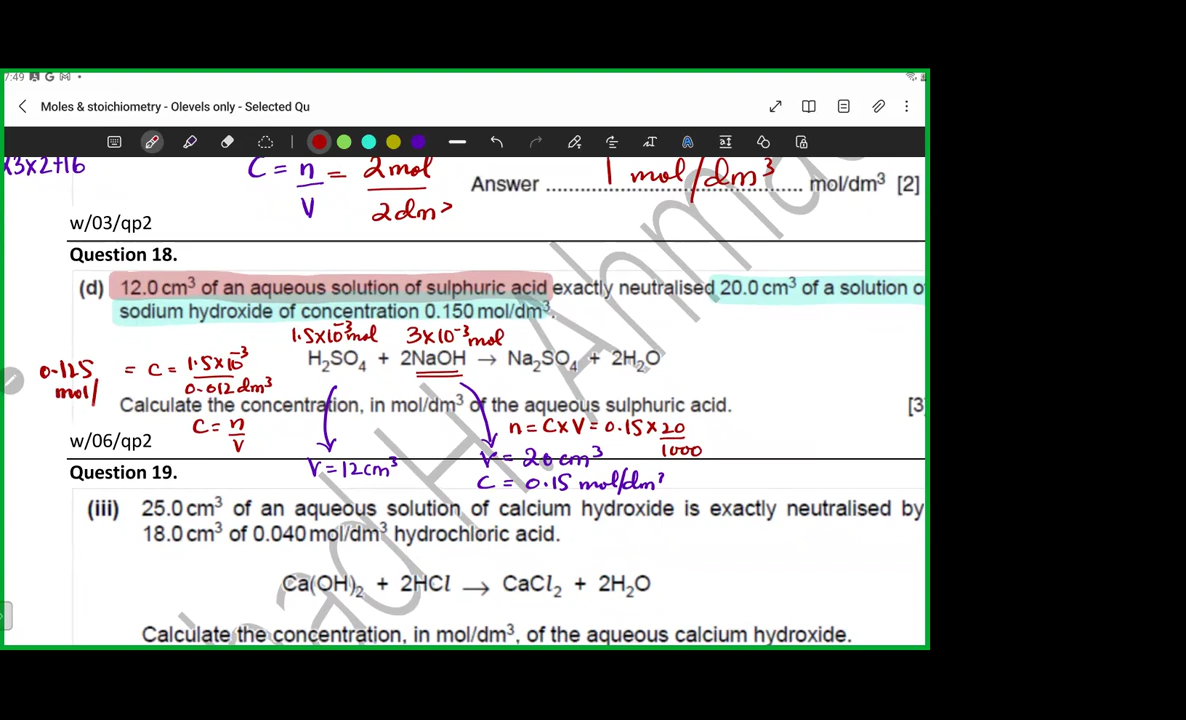 7:49
Moles & stoichiometry - Olevels only - Selected Qu
x3x2+16
C = n/V = 2mol/2dm³
Answer ........ 1 mol/dm³ ........ mol/dm³ [2]
w/03/qp2
Question 18.
(d) 12.0 cm³ of an aqueous solution of sulphuric acid exactly neutralised 20.0 cm³ of a solution o
sodium hydroxide of concentration 0.150 mol/dm³.
1.5x10⁻³mol 3x10⁻³mol
H₂SO₄ + 2NaOH → Na₂SO₄ + 2H₂O
0.125 mol/ = C = 1.5x10⁻³/0.012 dm³
Calculate the concentration, in mol/dm³ of the aqueous sulphuric acid. [3
C = n/V
n = C x V = 0.15 x 20/1000
w/06/qp2
V = 12cm³
V = 20cm³
C = 0.15 mol/dm³
Question 19.
(iii) 25.0 cm³ of an aqueous solution of calcium hydroxide is exactly neutralised by
18.0 cm³ of 0.040 mol/dm³ hydrochloric acid.
Ca(OH)₂ + 2HCl → CaCl₂ + 2H₂O
Calculate the concentration, in mol/dm³, of the aqueous calcium hydroxide.